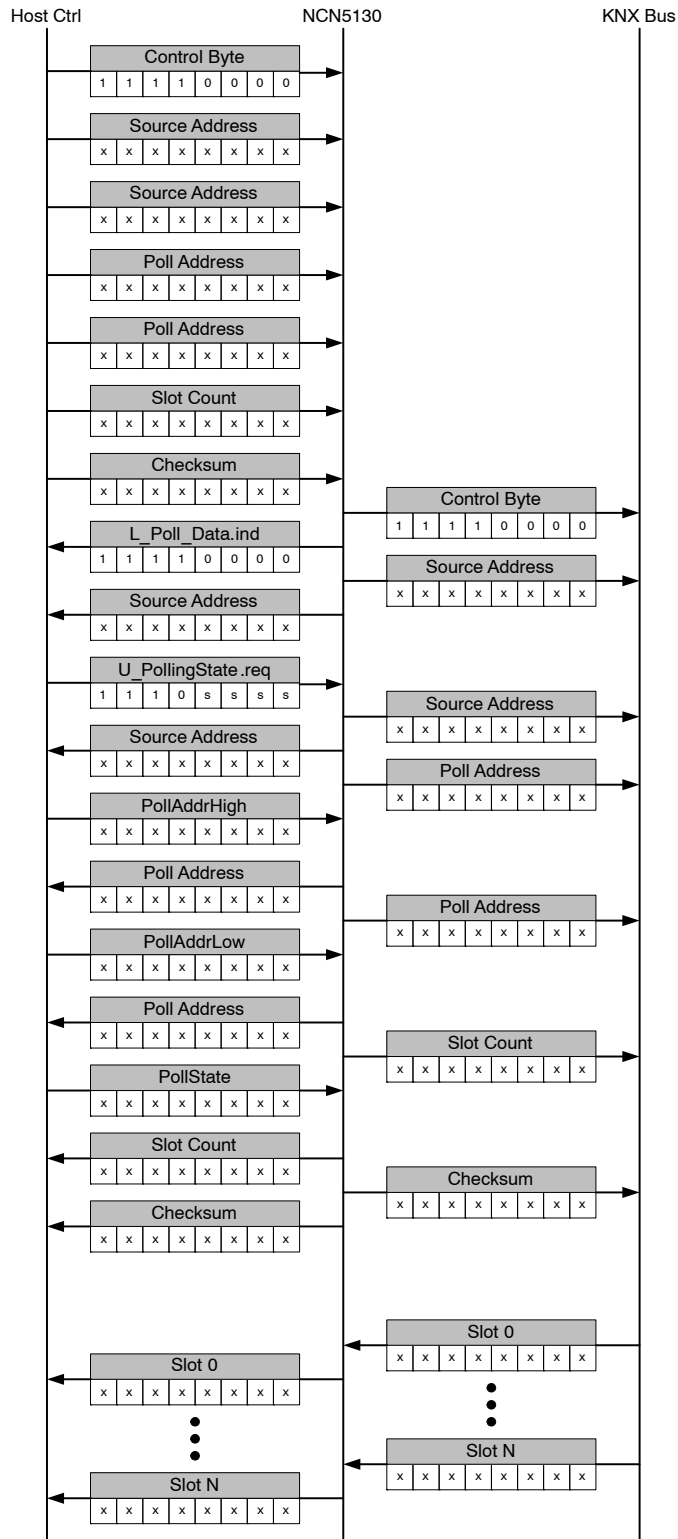 Host Ctrl NCN5130 KNX Bus
Control Byte
1 1 1 1 0 0 0 0
Source Address
x x x x x x x x
Source Address
x x x x x x x x
Poll Address
x x x x x x x x
Poll Address
x x x x x x x x
Slot Count
x x x x x x x x
Checksum
x x x x x x x x
Control Byte
1 1 1 1 0 0 0 0
L_Poll_Data.ind
1 1 1 1 0 0 0 0
Source Address
x x x x x x x x
Source Address
x x x x x x x x
U_PollingState.req
1 1 1 0 s s s s
Source Address
x x x x x x x x
Source Address
x x x x x x x x
Poll Address
x x x x x x x x
PollAddrHigh
x x x x x x x x
Poll Address
x x x x x x x x
Poll Address
x x x x x x x x
PollAddrLow
x x x x x x x x
Poll Address
x x x x x x x x
Slot Count
x x x x x x x x
PollState
x x x x x x x x
Slot Count
x x x x x x x x
Checksum
x x x x x x x x
Checksum
x x x x x x x x
Slot 0
x x x x x x x x
Slot 0
x x x x x x x x
Slot N
x x x x x x x x
Slot N
x x x x x x x x